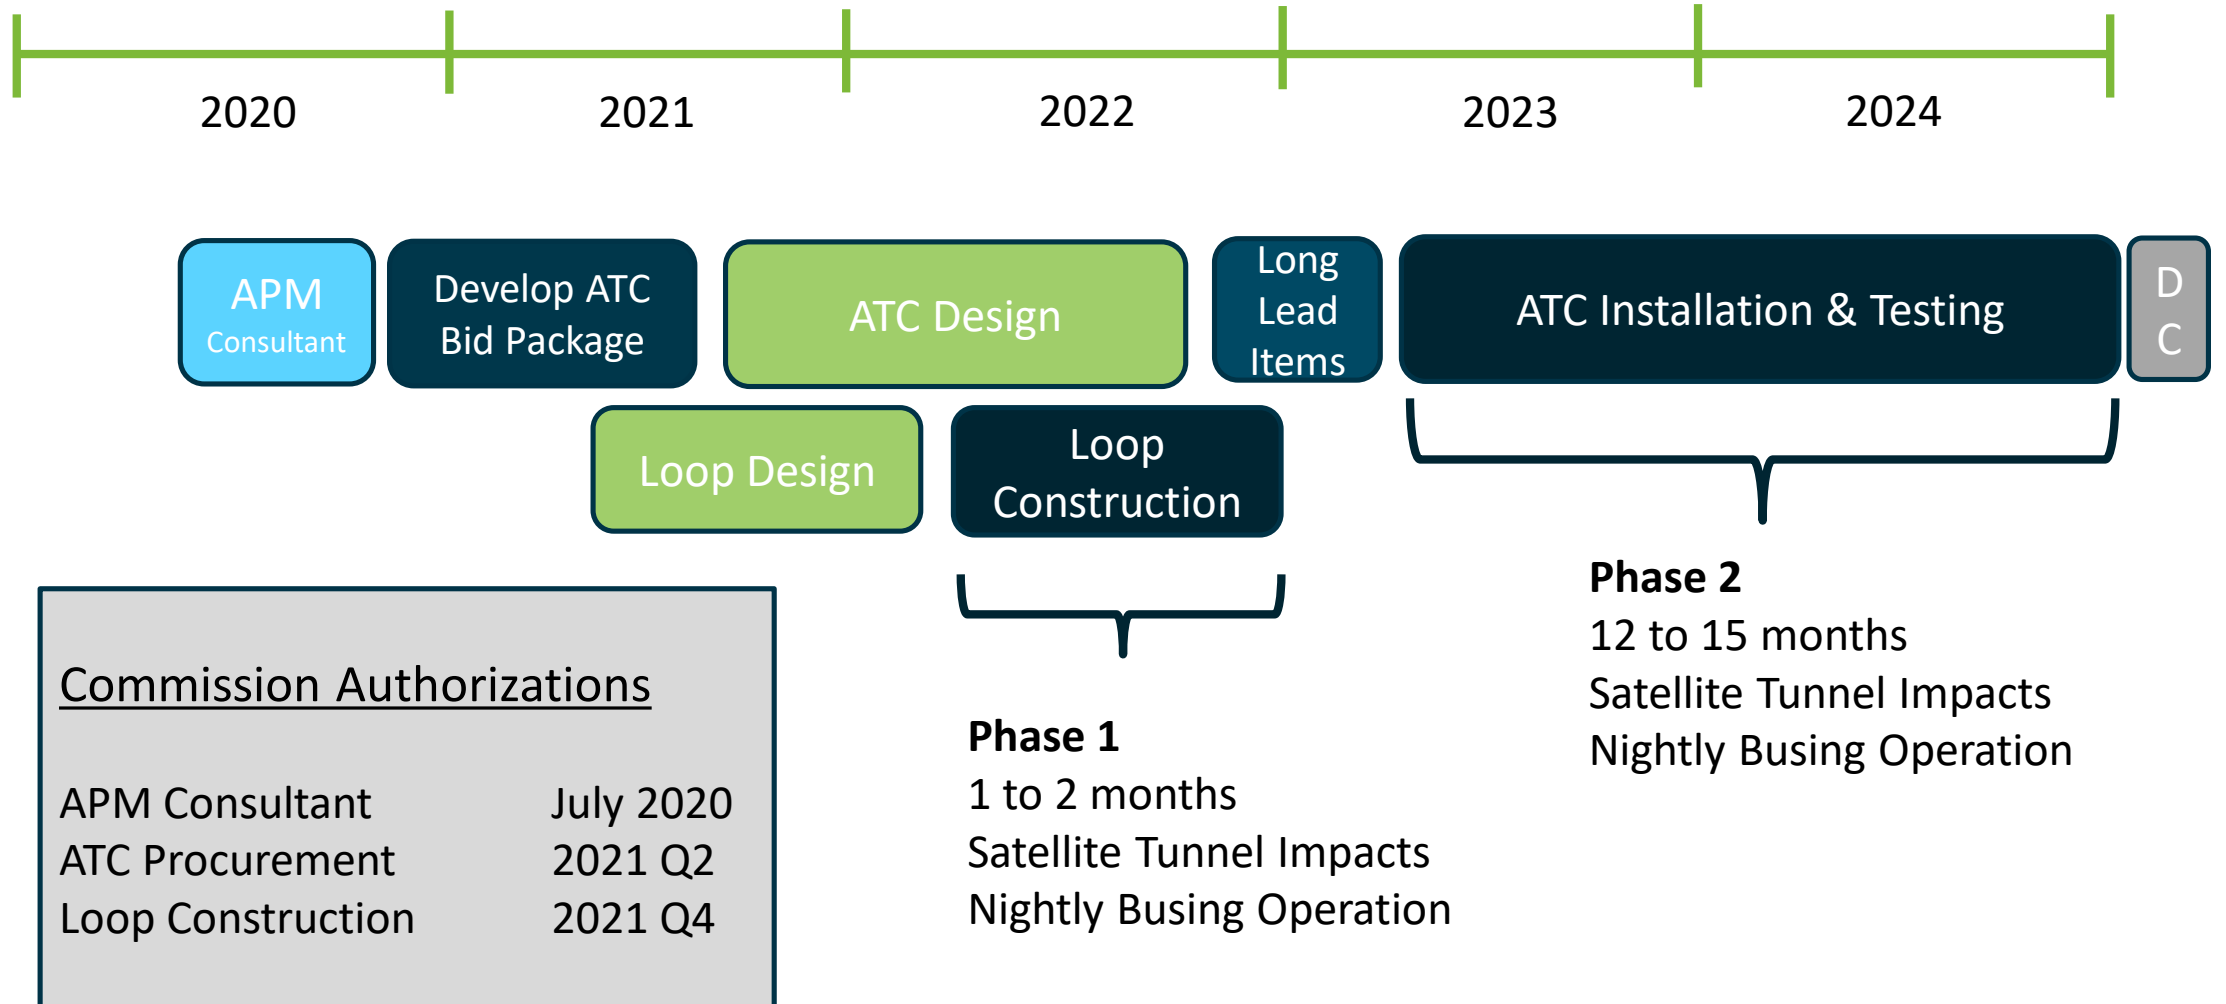 2020
2021
2022
2023
2024
APM
Consultant
Develop ATC
Bid Package
ATC Design
Long
Lead
Items
ATC Installation & Testing
D
C
Loop Design
Loop
Construction
Commission Authorizations
APM Consultant July 2020
ATC Procurement 2021 Q2
Loop Construction 2021 Q4
Phase 1
1 to 2 months
Satellite Tunnel Impacts
Nightly Busing Operation
Phase 2
12 to 15 months
Satellite Tunnel Impacts
Nightly Busing Operation